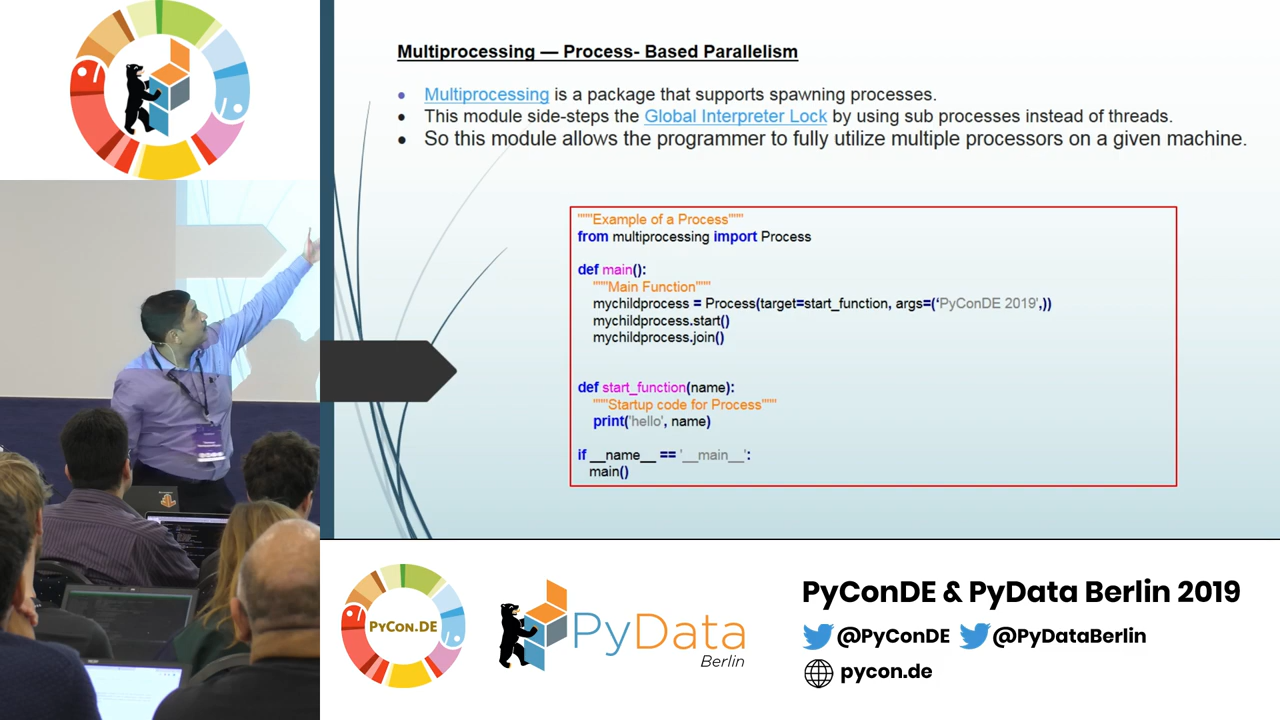 Multiprocessing — Process- Based Parallelism
• Multiprocessing is a package that supports spawning processes.
• This module side-steps the Global Interpreter Lock by using sub processes instead of threads.
• So this module allows the programmer to fully utilize multiple processors on a given machine.
"""Example of a Process"""
from multiprocessing import Process
def main():
"""Main Function"""
mychildprocess = Process(target=start_function, args=(‘PyConDE 2019',))
mychildprocess.start()
mychildprocess.join()
def start_function(name):
"""Startup code for Process"""
print('hello', name)
if __name__ == '__main__':
main()
PYCON.DE
PyData
Berlin
PyConDE & PyData Berlin 2019
@PyConDE @PyDataBerlin
pycon.de